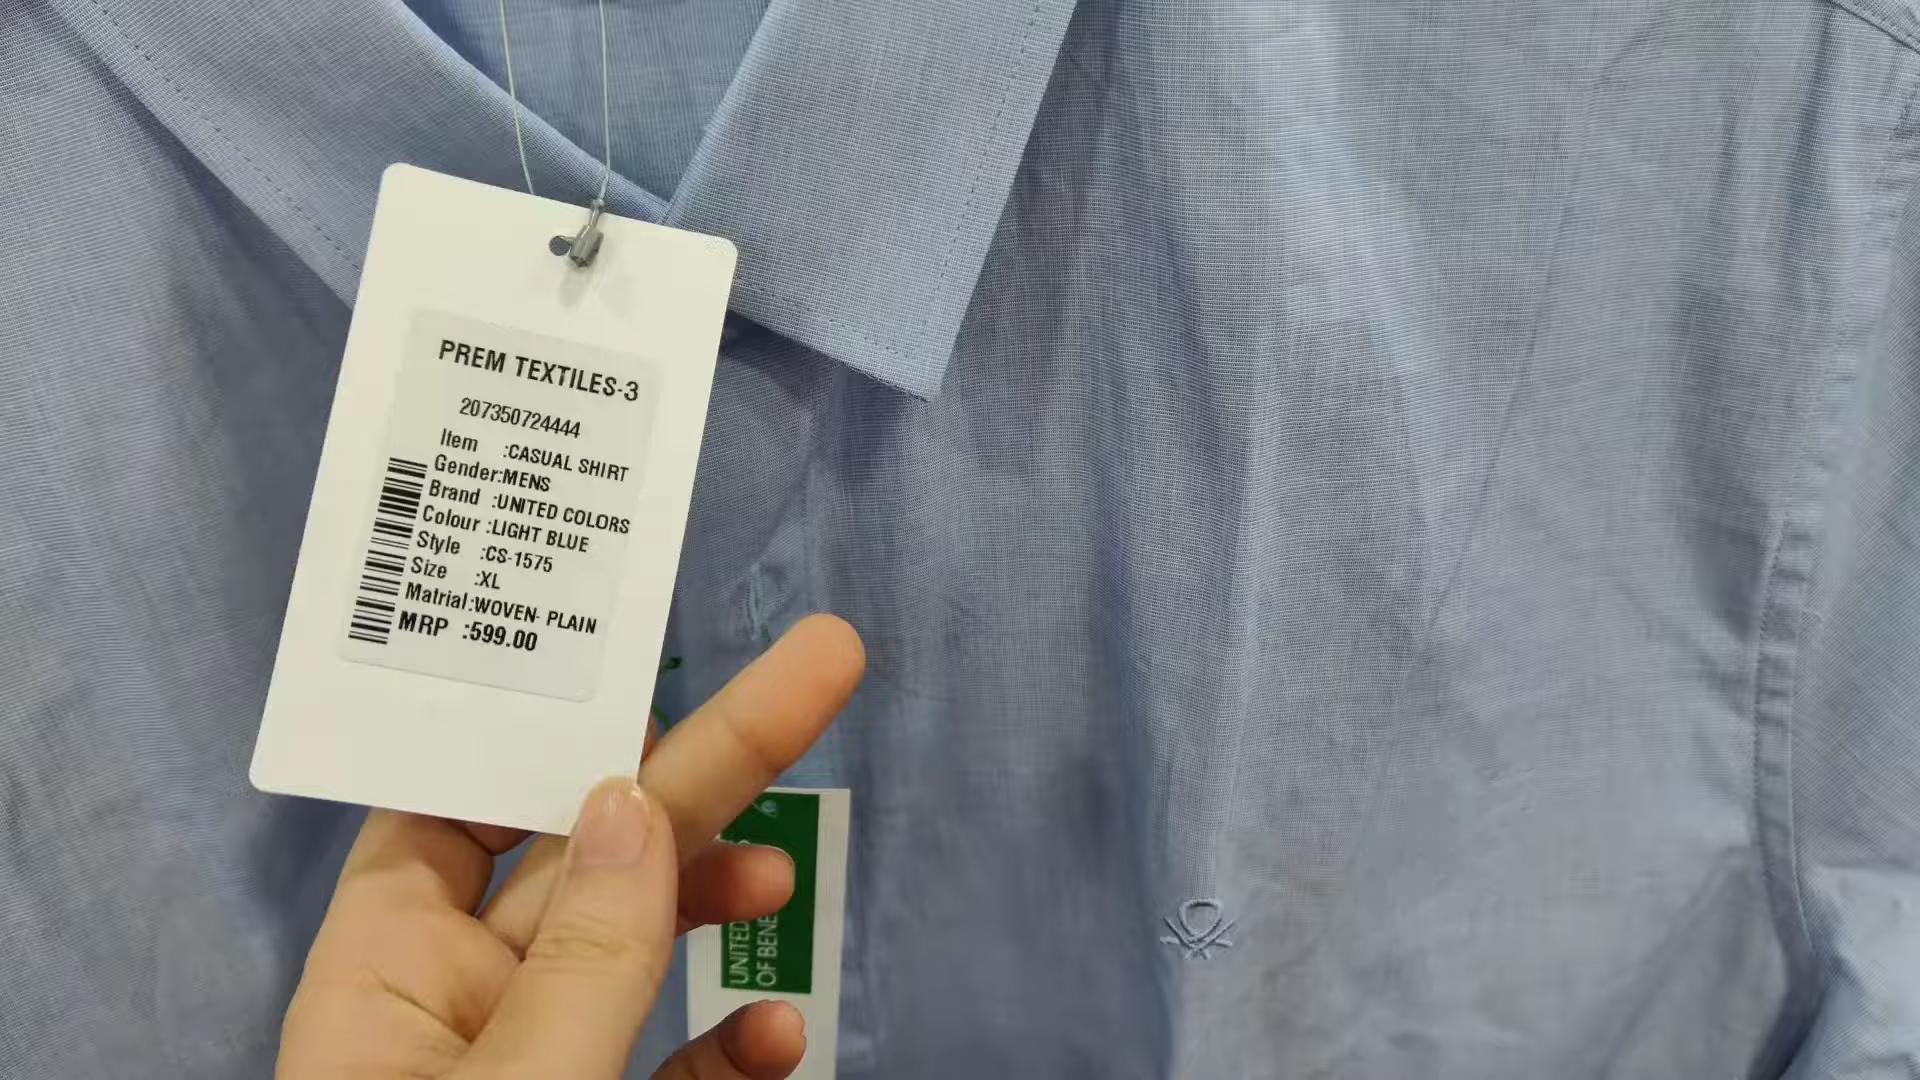 PREM TEXTILES-3
207350724444
Item :CASUAL SHIRT
Gender:MENS
Brand :UNITED COLORS
Colour :LIGHT BLUE
Style :CS-1575
Size :XL
Matrial:WOVEN- PLAIN
MRP :599.00
UNITED
OF